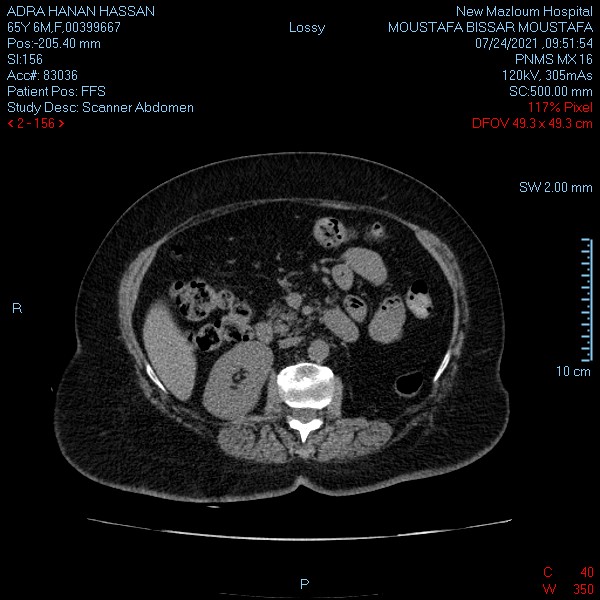 ADRA HANAN HASSAN
65Y 6M,F,00399667
Pos:-205.40 mm
SI:156
Acc#: 83036
Patient Pos: FFS
Study Desc: Scanner Abdomen
< 2 - 156 >
Lossy
New Mazloum Hospital
MOUSTAFA BISSAR MOUSTAFA
07/24/2021 ,09:51:54
PNMS MX 16
120kV, 305mAs
SC:500.00 mm
117% Pixel
DFOV 49.3 x 49.3 cm
SW 2.00 mm
R
10 cm
P
C 40
W 350